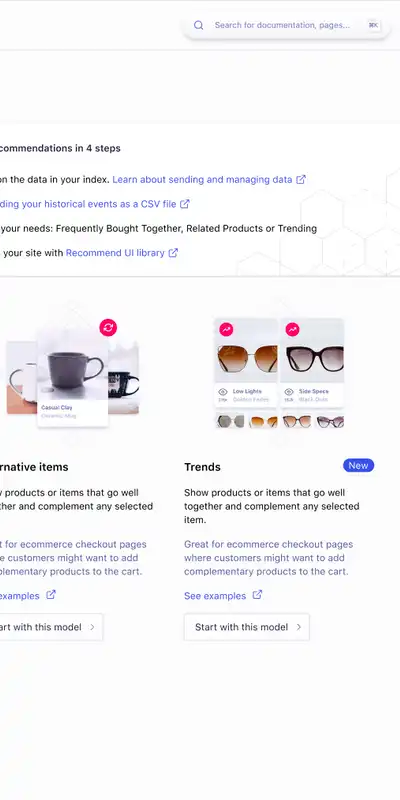 Search for documentation, pages... ⌘K
commendations in 4 steps
on the data in your index. Learn about sending and managing data
ding your historical events as a CSV file
your needs: Frequently Bought Together, Related Products or Trending
your site with Recommend UI library
Casual Clay
Ceramic Mug
Low Lights
Golden Frames
Side Specs
Black Dots
rnative items
products or items that go well
ther and complement any selected
t for ecommerce checkout pages
e customers might want to add
plementary products to the cart.
examples
art with this model
Trends
New
Show products or items that go well
together and complement any selected
item.
Great for ecommerce checkout pages
where customers might want to add
complementary products to the cart.
See examples
Start with this model